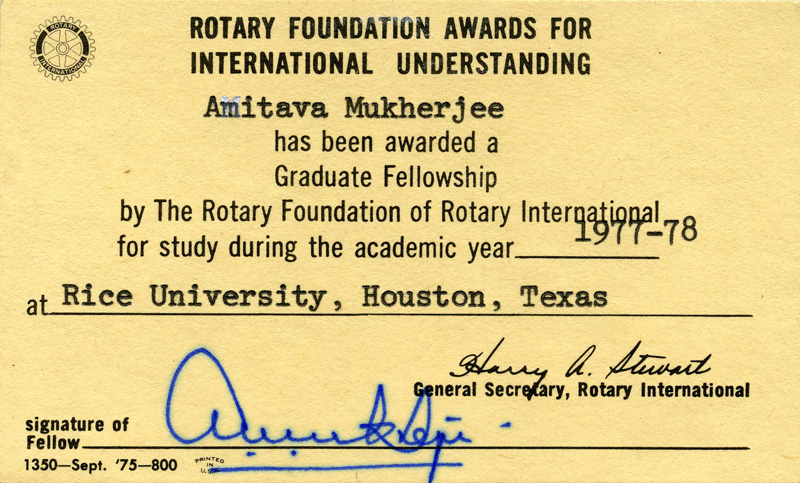 ROTARY INTERNATIONAL
ROTARY FOUNDATION AWARDS FOR
INTERNATIONAL UNDERSTANDING
Amitava Mukherjee
has been awarded a
Graduate Fellowship
by The Rotary Foundation of Rotary International
for study during the academic year 1977-78
at Rice University, Houston, Texas
Harry A. Stewart
General Secretary, Rotary International
signature of
Fellow
1350—Sept. '75—800
PRINTED
IN
U.S.A.